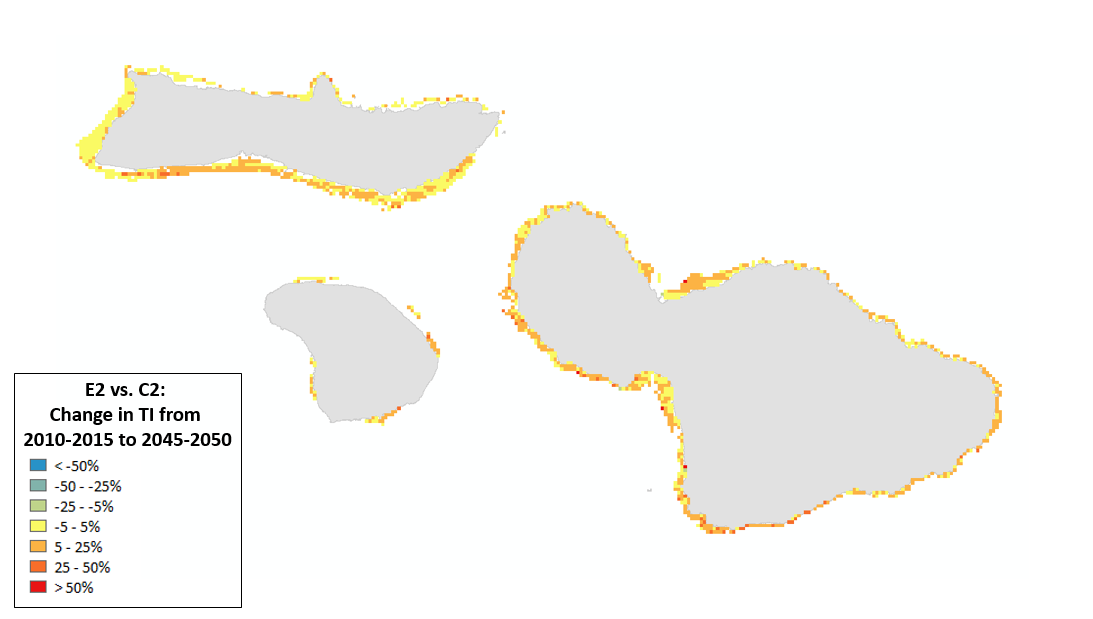 E2 vs. C2:
Change in TI from
2010-2015 to 2045-2050
< -50%
-50 - -25%
-25 - -5%
-5 - 5%
5 - 25%
25 - 50%
> 50%